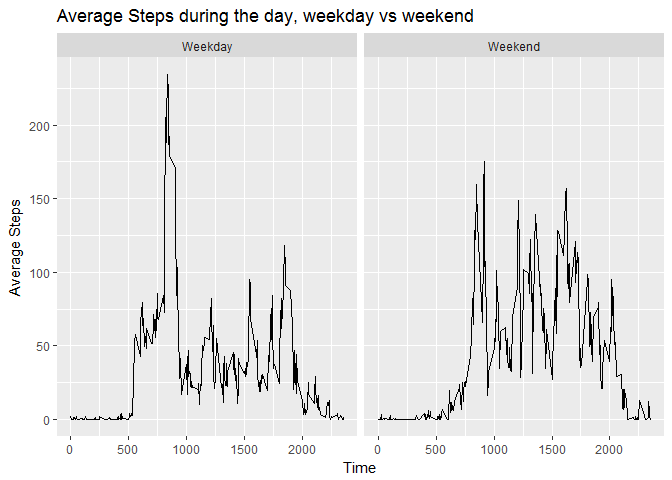 Average Steps during the day, weekday vs weekend
Weekday Weekend
200
150
100
50
0
0 500 1000 1500 2000 0 500 1000 1500 2000
Average Steps
Time